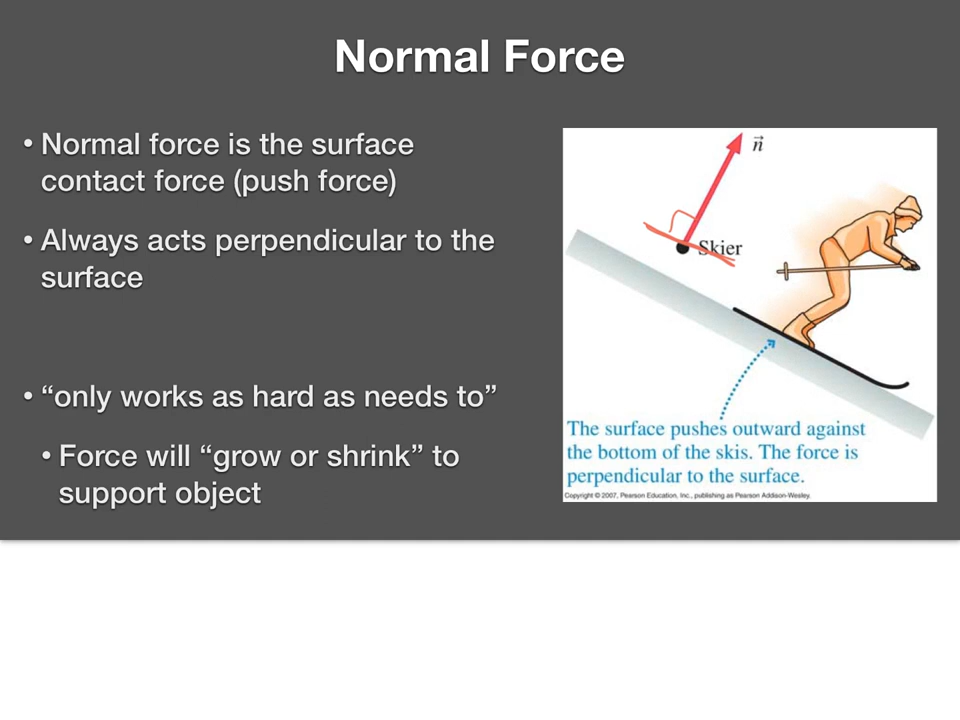 Normal Force
• Normal force is the surface
contact force (push force)
• Always acts perpendicular to the
surface
• “only works as hard as needs to”
• Force will “grow or shrink” to
support object
n⃗
Skier
The surface pushes outward against
the bottom of the skis. The force is
perpendicular to the surface.
Copyright © 2007, Pearson Education, Inc., publishing as Pearson Addison-Wesley.